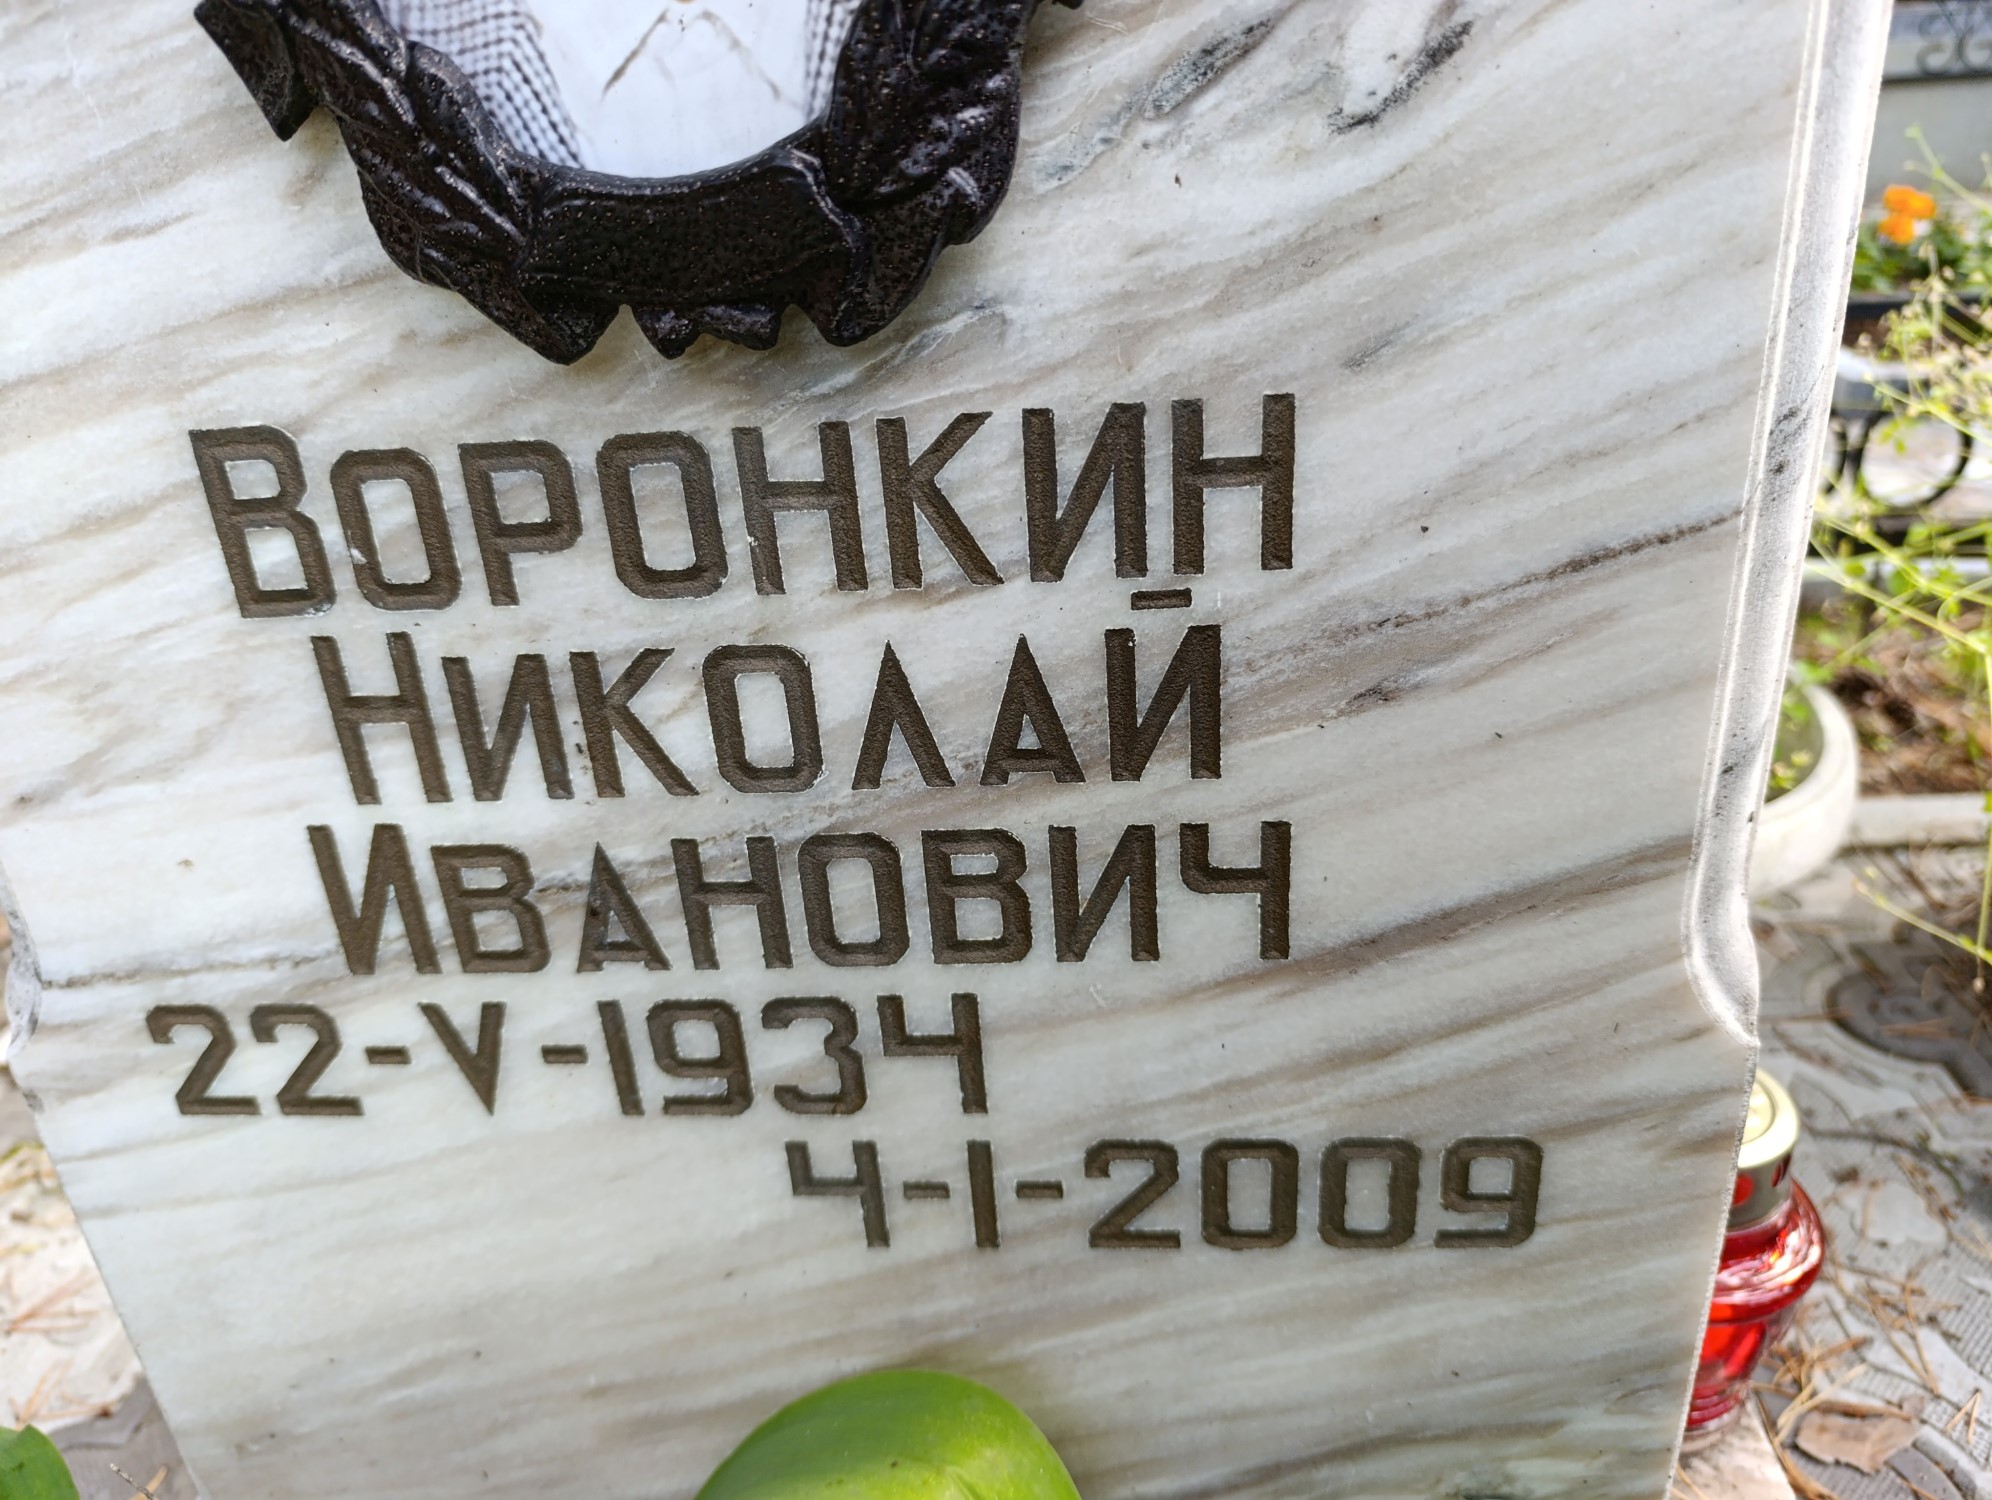 Воронкин
Николай
Иванович
22-V-1934
4-I-2009